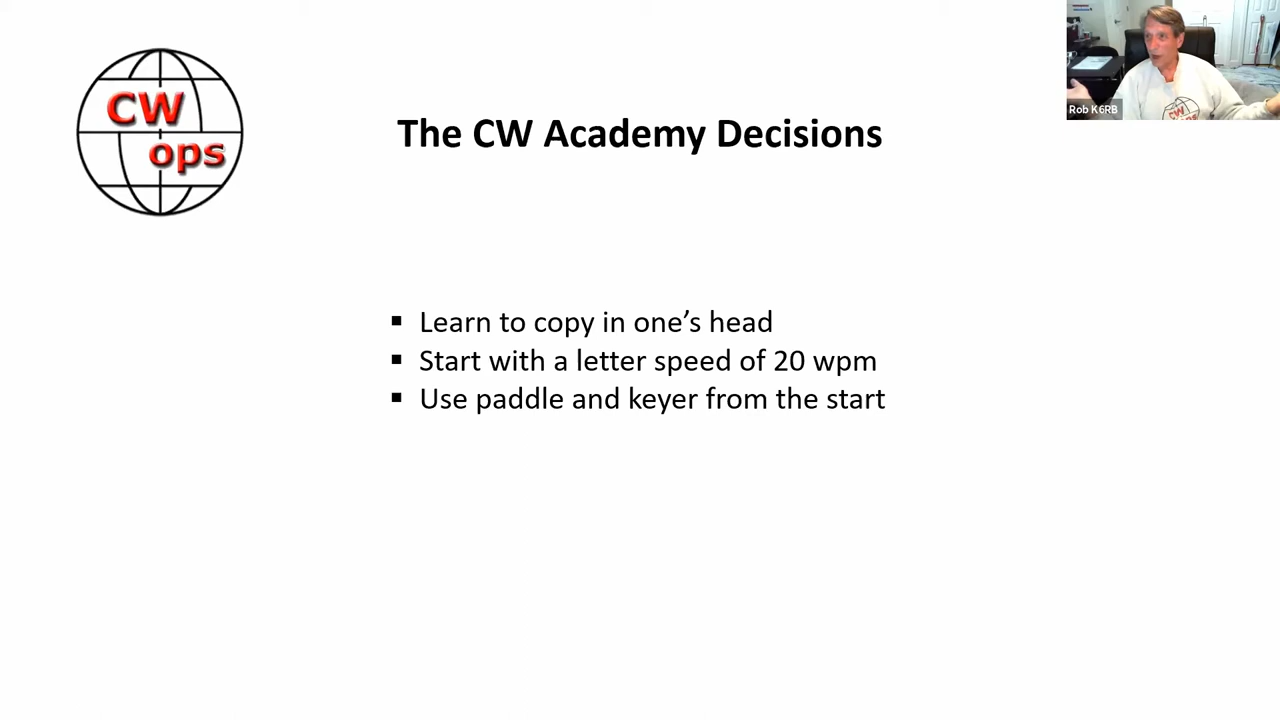 CW
ops
The CW Academy Decisions
Rob K6RB
CW
▪ Learn to copy in one’s head
▪ Start with a letter speed of 20 wpm
▪ Use paddle and keyer from the start